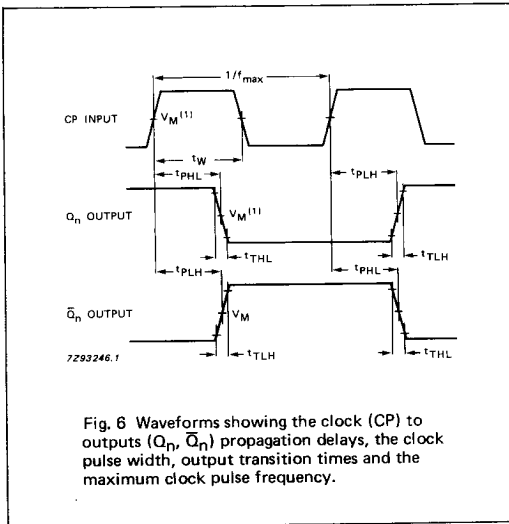 1/fmax
CP INPUT
VM(1)
tW
tPHL
tPLH
Qn OUTPUT
VM(1)
tTHL
tTLH
tPLH
tPHL
Q̅n OUTPUT
VM
7Z93246.1
tTLH
tTHL
Fig. 6 Waveforms showing the clock (CP) to
outputs (Qn, Q̅n) propagation delays, the clock
pulse width, output transition times and the
maximum clock pulse frequency.